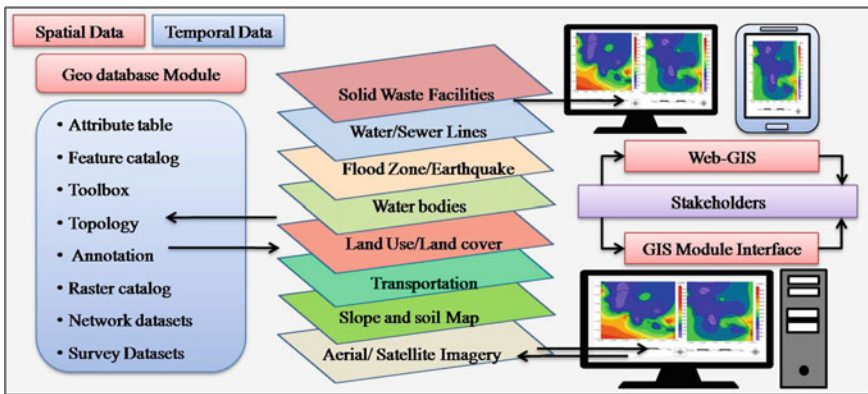 Spatial Data
Temporal Data
Geo database Module
• Attribute table
• Feature catalog
• Toolbox
• Topology
• Annotation
• Raster catalog
• Network datasets
• Survey Datasets
Solid Waste Facilities
Water/Sewer Lines
Flood Zone/Earthquake
Water bodies
Land Use/Land cover
Transportation
Slope and soil Map
Aerial/ Satellite Imagery
Web-GIS
Stakeholders
GIS Module Interface